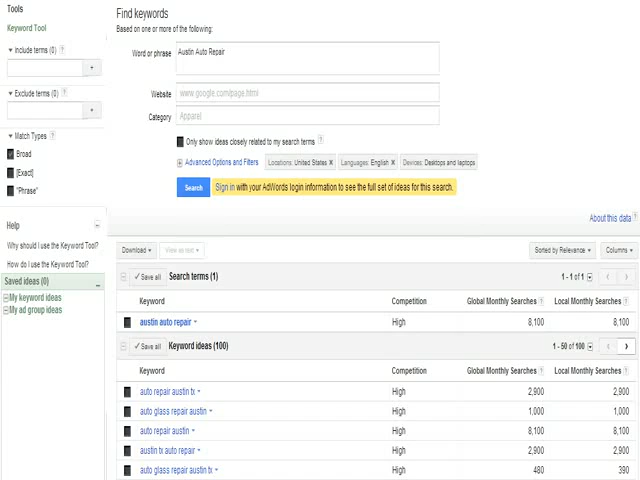 Tools
Keyword Tool
Include terms (0) ?
+
Exclude terms (0) ?
+
Match Types ?
Broad
[Exact]
"Phrase"
Help
Why should I use the Keyword Tool?
How do I use the Keyword Tool?
Saved ideas (0)
My keyword ideas
My ad group ideas
Find keywords
Based on one or more of the following:
Word or phrase Austin Auto Repair
Website www.google.com/page.html
Category Apparel
Only show ideas closely related to my search terms ?
Advanced Options and Filters Locations: United States x Languages: English x Devices: Desktops and laptops
Search Sign in with your AdWords login information to see the full set of ideas for this search.
About this data ?
Download View as text Sorted by Relevance Columns
✓ Save all Search terms (1) 1 - 1 of 1
Keyword Competition Global Monthly Searches ? Local Monthly Searches ?
austin auto repair High 8,100 8,100
✓ Save all Keyword ideas (100) 1 - 50 of 100
Keyword Competition Global Monthly Searches ? Local Monthly Searches ?
auto repair austin tx High 2,900 2,900
auto glass repair austin High 1,000 1,000
auto repair austin High 8,100 8,100
austin tx auto repair High 2,900 2,900
auto glass repair austin tx High 480 390